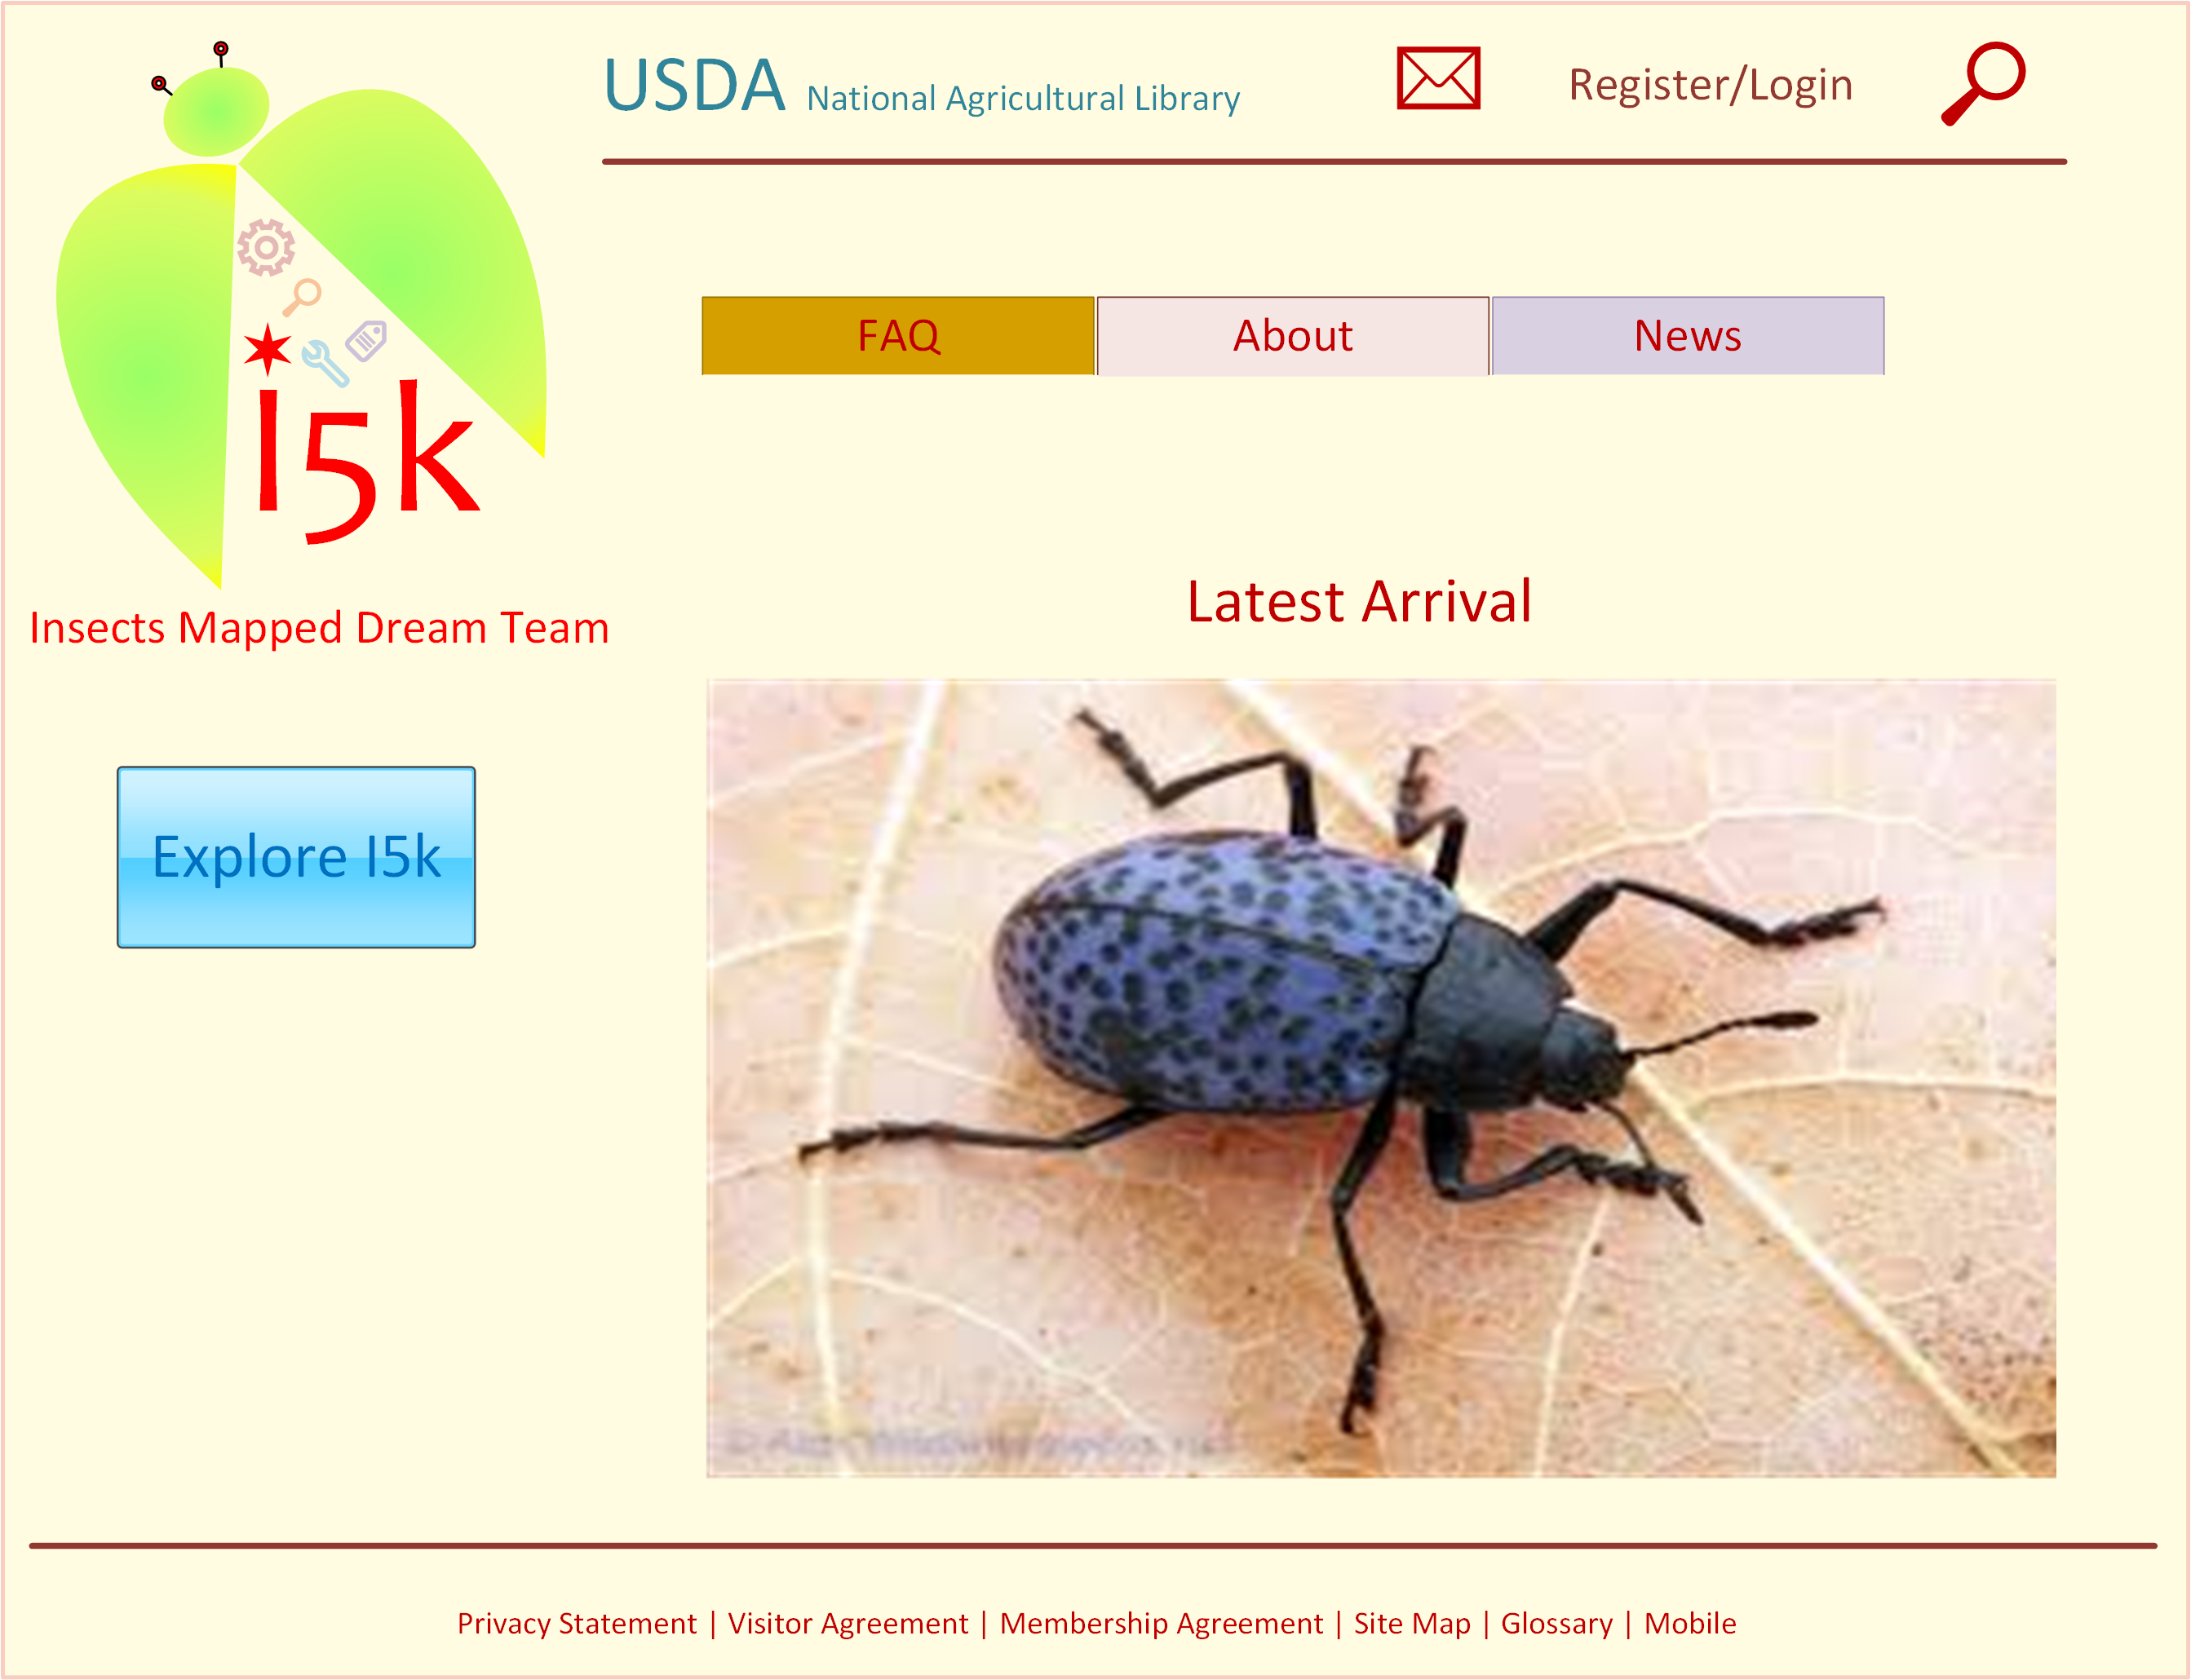 USDA National Agricultural Library
Register/Login
FAQ
About
News
i5k
Insects Mapped Dream Team
Latest Arrival
Explore I5k
Privacy Statement | Visitor Agreement | Membership Agreement | Site Map | Glossary | Mobile